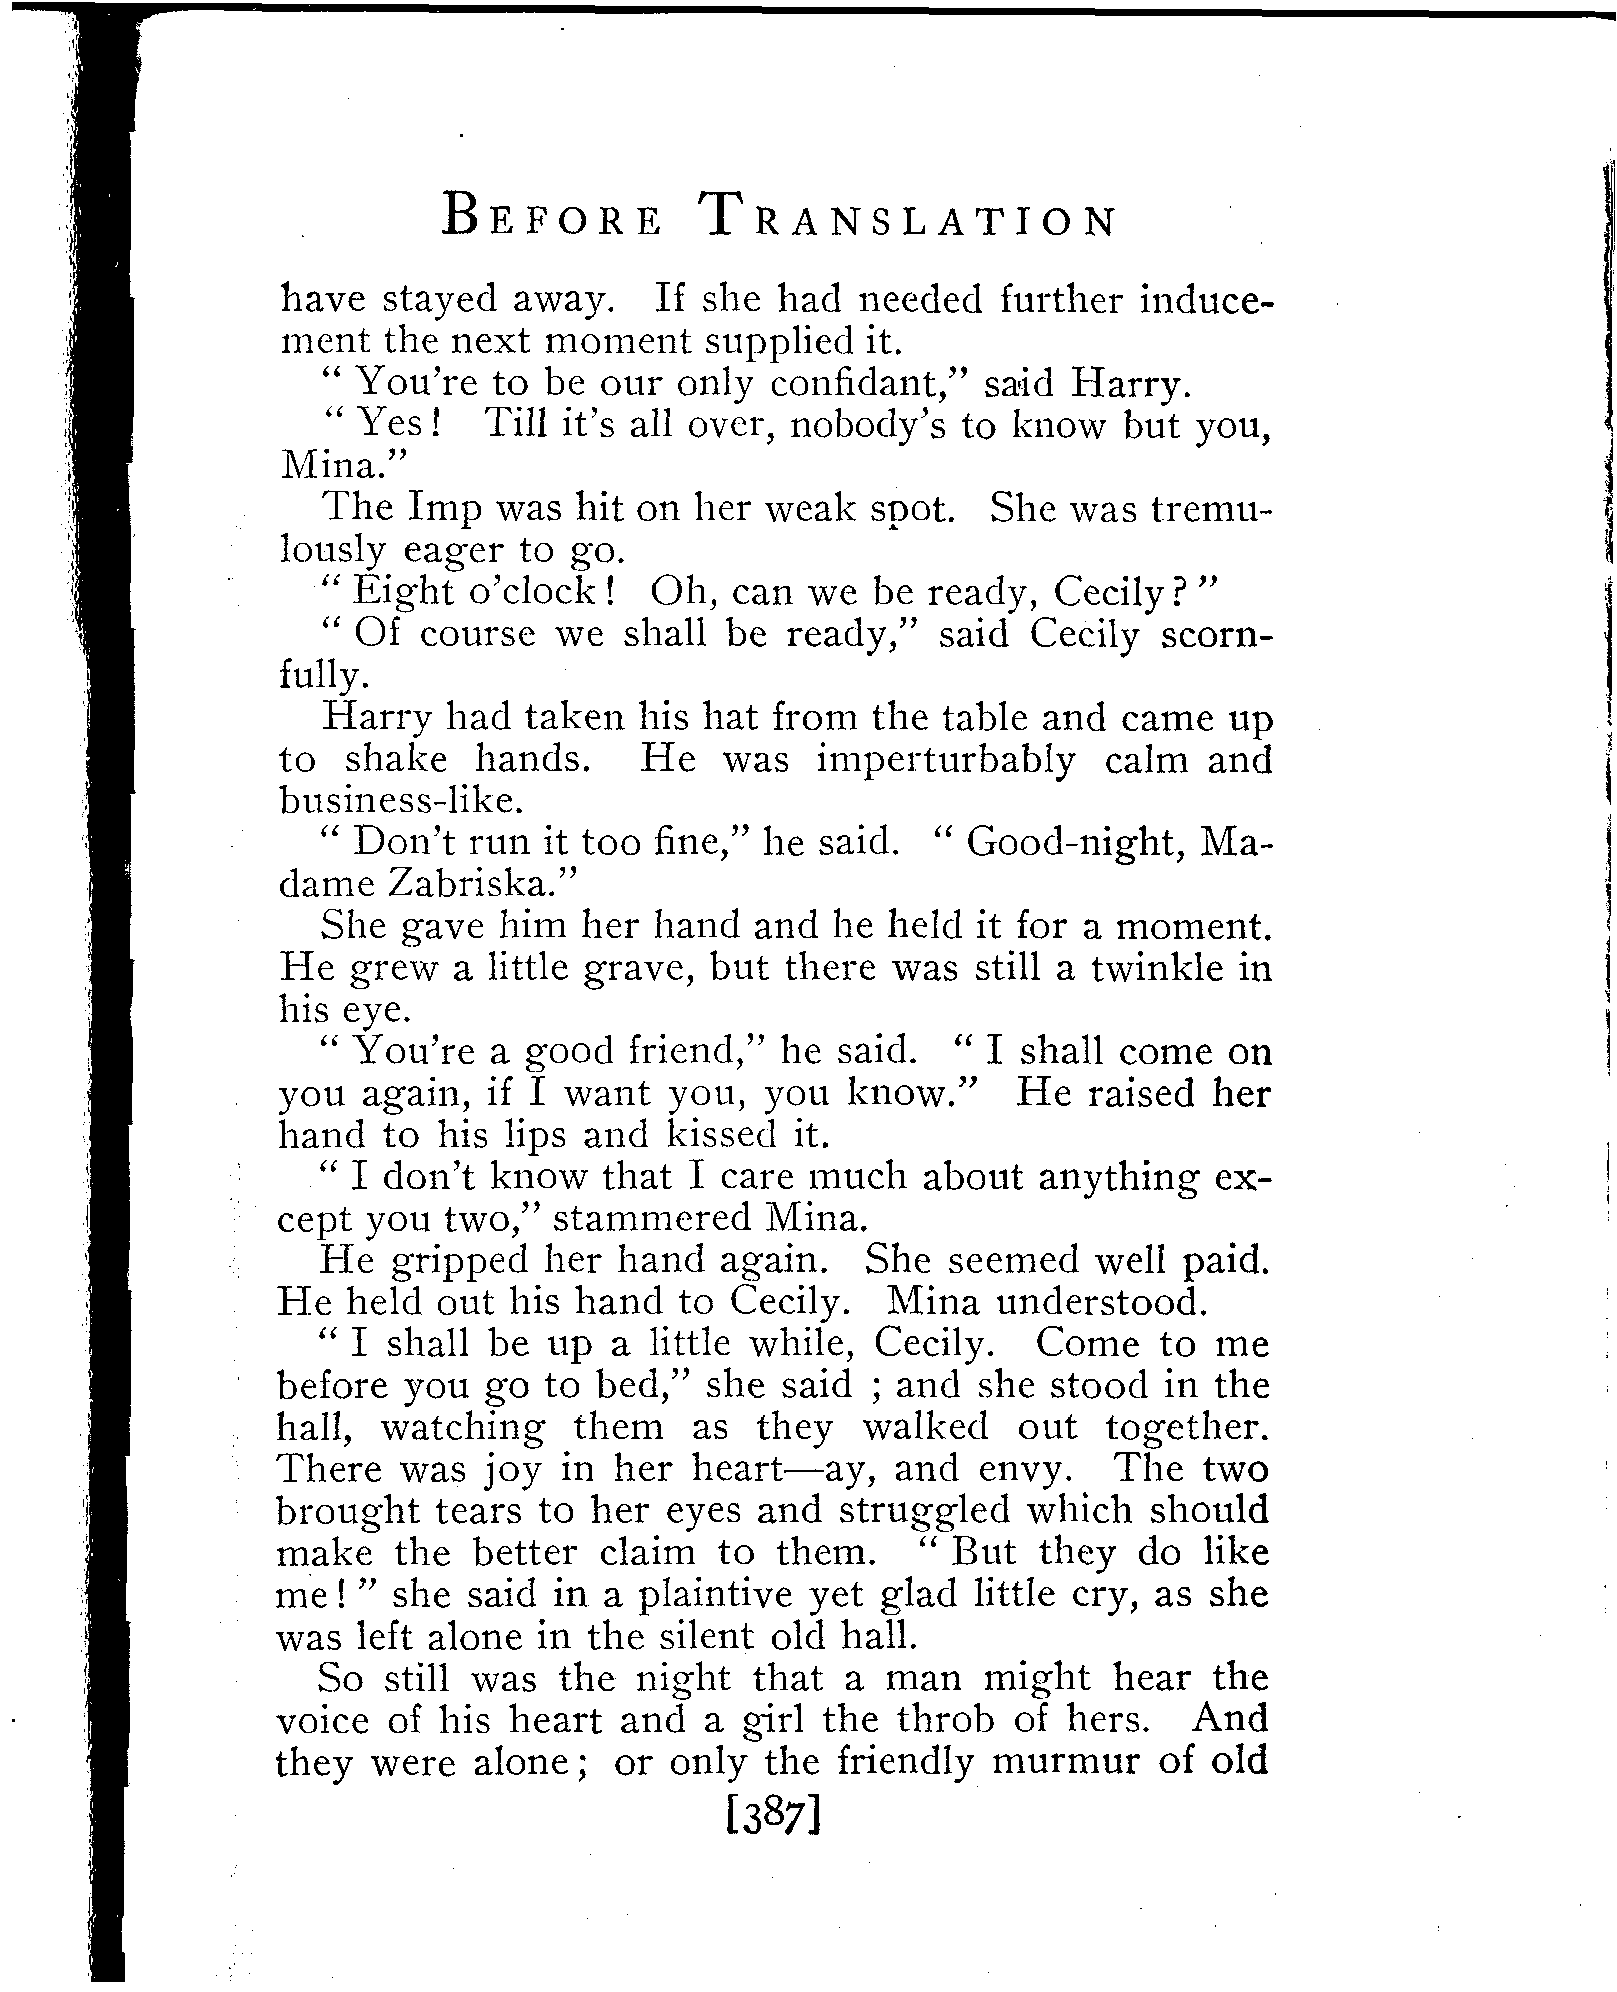 BEFORE TRANSLATION
have stayed away. If she had needed further induce-
ment the next moment supplied it.
" You're to be our only confidant," said Harry.
" Yes! Till it's all over, nobody's to know but you,
Mina."
The Imp was hit on her weak spot. She was tremu-
lously eager to go.
" Eight o'clock! Oh, can we be ready, Cecily?"
" Of course we shall be ready," said Cecily scorn-
fully.
Harry had taken his hat from the table and came up
to shake hands. He was imperturbably calm and
business-like.
" Don't run it too fine," he said. " Good-night, Ma-
dame Zabriska."
She gave him her hand and he held it for a moment.
He grew a little grave, but there was still a twinkle in
his eye.
" You're a good friend," he said. " I shall come on
you again, if I want you, you know." He raised her
hand to his lips and kissed it.
" I don't know that I care much about anything ex-
cept you two," stammered Mina.
He gripped her hand again. She seemed well paid.
He held out his hand to Cecily. Mina understood.
" I shall be up a little while, Cecily. Come to me
before you go to bed," she said ; and she stood in the
hall, watching them as they walked out together.
There was joy in her heart—ay, and envy. The two
brought tears to her eyes and struggled which should
make the better claim to them. " But they do like
me!" she said in a plaintive yet glad little cry, as she
was left alone in the silent old hall.
So still was the night that a man might hear the
voice of his heart and a girl the throb of hers. And
they were alone; or only the friendly murmur of old
[387]